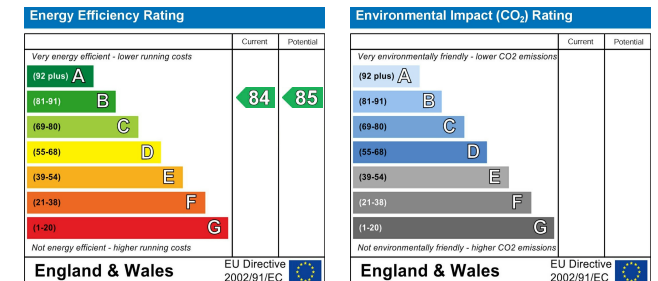 Energy Efficiency Rating
Current Potential
Very energy efficient - lower running costs
(92 plus) A
(81-91) B 84 85
(69-80) C
(55-68) D
(39-54) E
(21-38) F
(1-20) G
Not energy efficient - higher running costs
England & Wales
EU Directive
2002/91/EC
Environmental Impact (CO₂) Rating
Current Potential
Very environmentally friendly - lower CO2 emissions
(92 plus) A
(81-91) B
(69-80) C
(55-68) D
(39-54) E
(21-38) F
(1-20) G
Not environmentally friendly - higher CO2 emissions
England & Wales
EU Directive
2002/91/EC